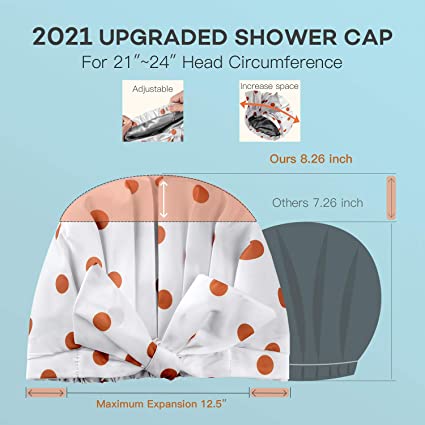 2021 UPGRADED SHOWER CAP
For 21"~24" Head Circumference
Adjustable
Increase space
Ours 8.26 inch
Others 7.26 inch
Maximum Expansion 12.5"